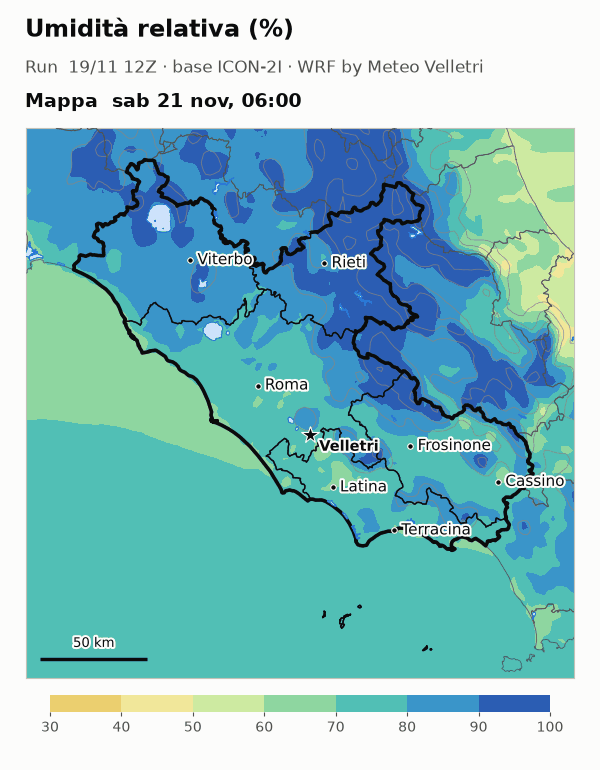 Umidità relativa (%)
Run  19/11 12Z · base ICON-2I · WRF by Meteo Velletri
Mappa  sab 21 nov, 06:00
Viterbo
Rieti
Roma
Velletri
Frosinone
Cassino
Latina
Terracina
50 km
30 40 50 60 70 80 90 100